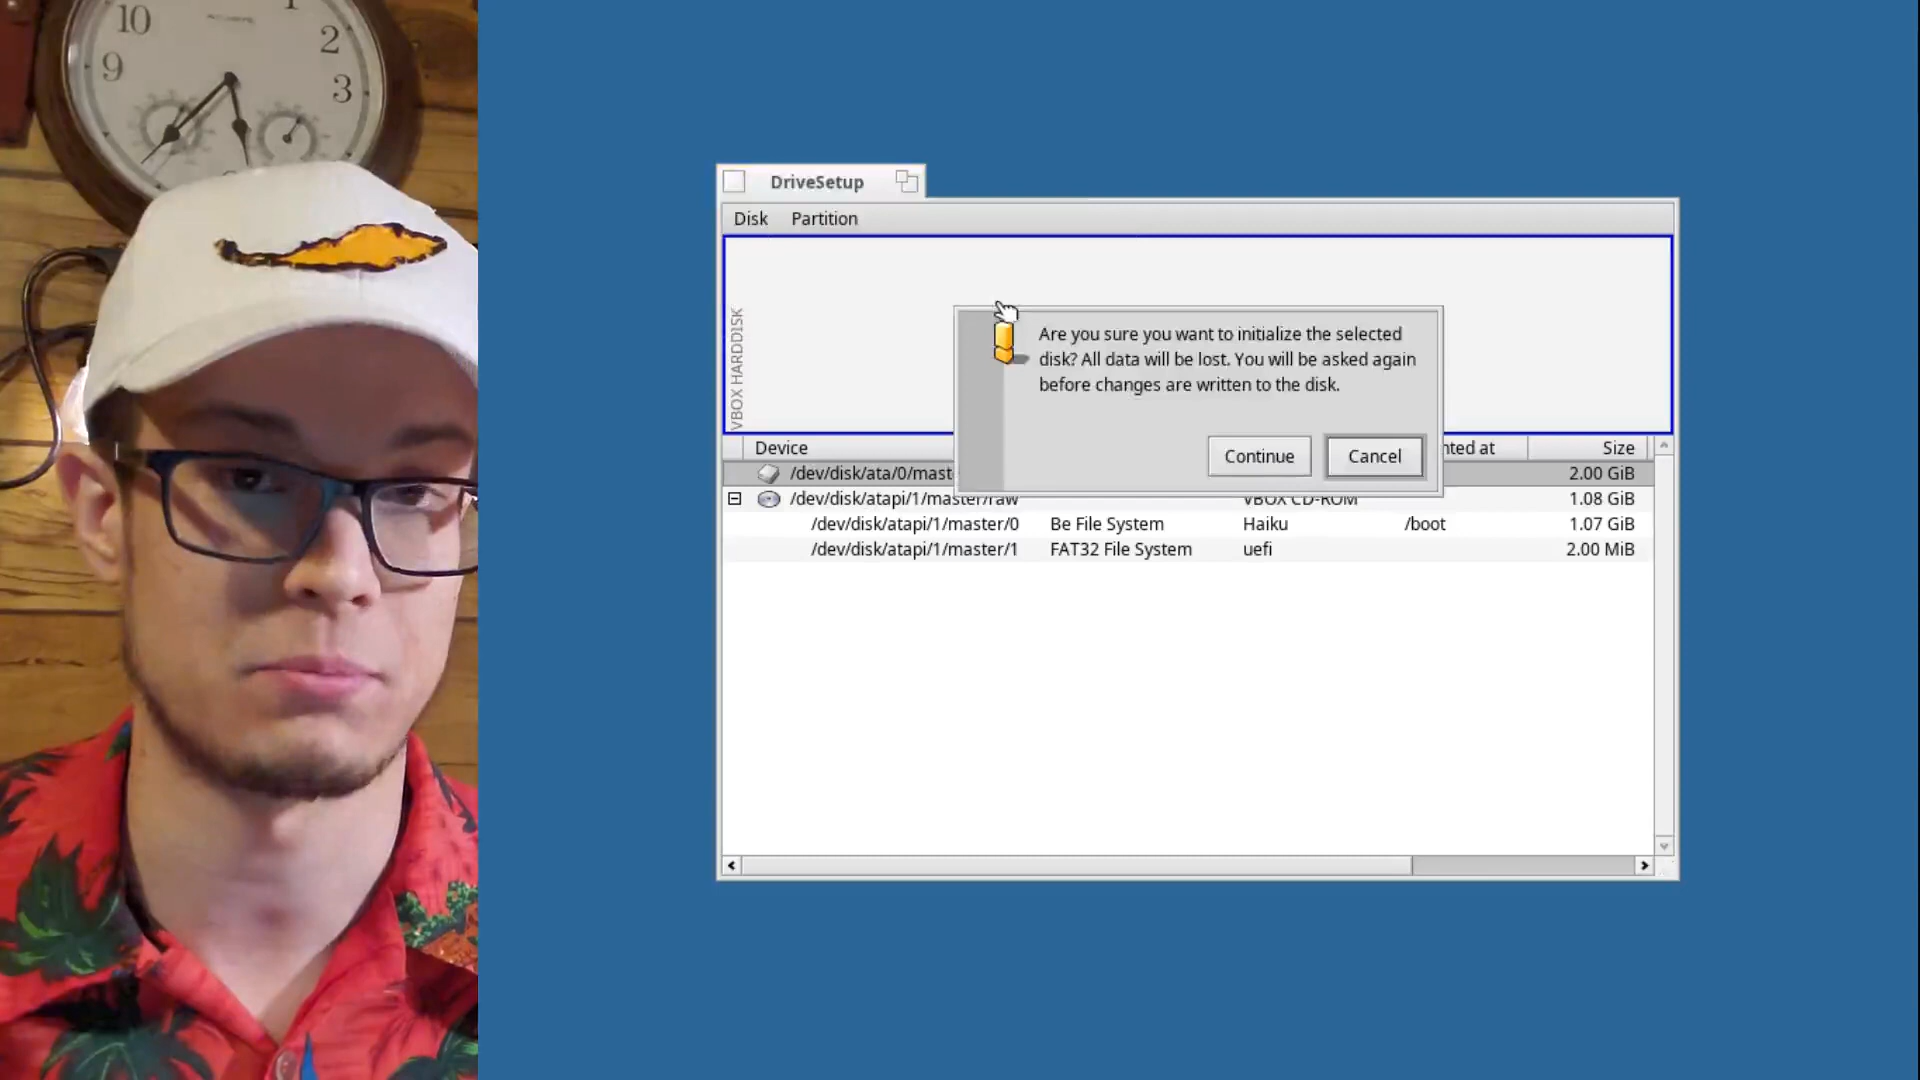 10
1
2
9
3
DriveSetup
Disk Partition
VBOX HARDDISK
Are you sure you want to initialize the selected
disk? All data will be lost. You will be asked again
before changes are written to the disk.
Continue Cancel
Device nted at Size
/dev/disk/ata/0/mast 2.00 GiB
/dev/disk/atapi/1/master/raw VBOX CD-ROM 1.08 GiB
/dev/disk/atapi/1/master/0 Be File System Haiku /boot 1.07 GiB
/dev/disk/atapi/1/master/1 FAT32 File System uefi 2.00 MiB